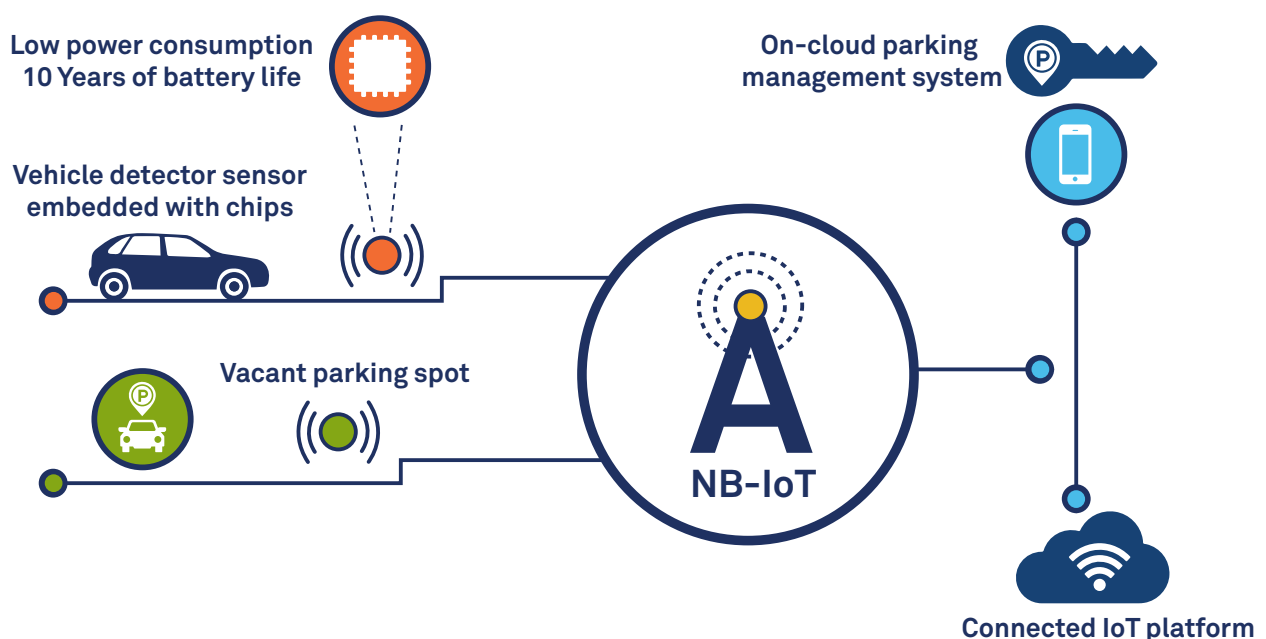 Low power consumption
10 Years of battery life
Vehicle detector sensor
embedded with chips
P
Vacant parking spot
NB-IoT
On-cloud parking
management system
P
Connected IoT platform